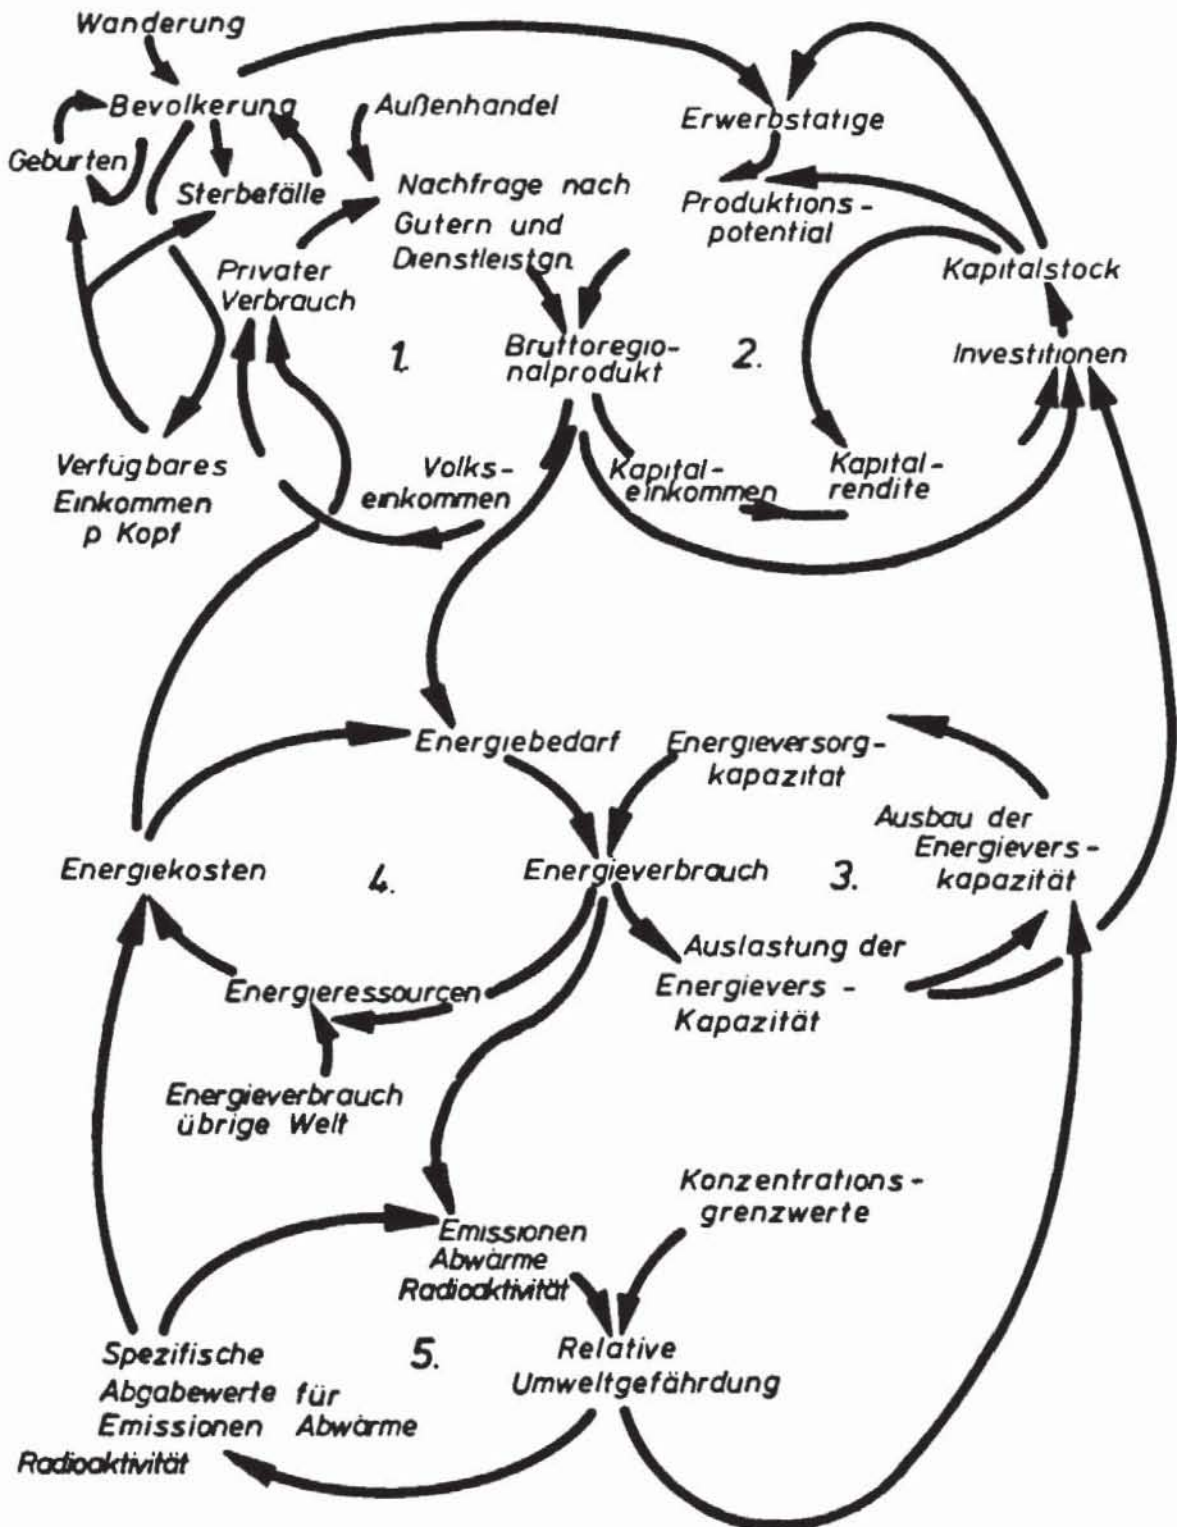 Wanderung
Bevolkerung
Außenhandel
Erwerbstatige
Geburten
Sterbefälle
Nachfrage nach
Gutern und
Dienstleistgn.
Produktions-
potential
Privater
Verbrauch
Kapitalstock
1.
Bruttoregio-
nalprodukt
2.
Investitionen
Verfügbares
Einkommen
p Kopf
Volks-
einkommen
Kapital-
einkommen
Kapital-
rendite
Energiebedarf
Energieversorg-
kapazitat
Ausbau der
Energievers-
kapazität
Energiekosten
4.
Energieverbrauch
3.
Auslastung der
Energievers-
Kapazität
Energieressourcen
Energieverbrauch
übrige Welt
Konzentrations-
grenzwerte
Emissionen
Abwärme
Radioaktivität
Spezifische
Abgabewerte für
Emissionen Abwärme
Radioaktivität
5.
Relative
Umweltgefährdung